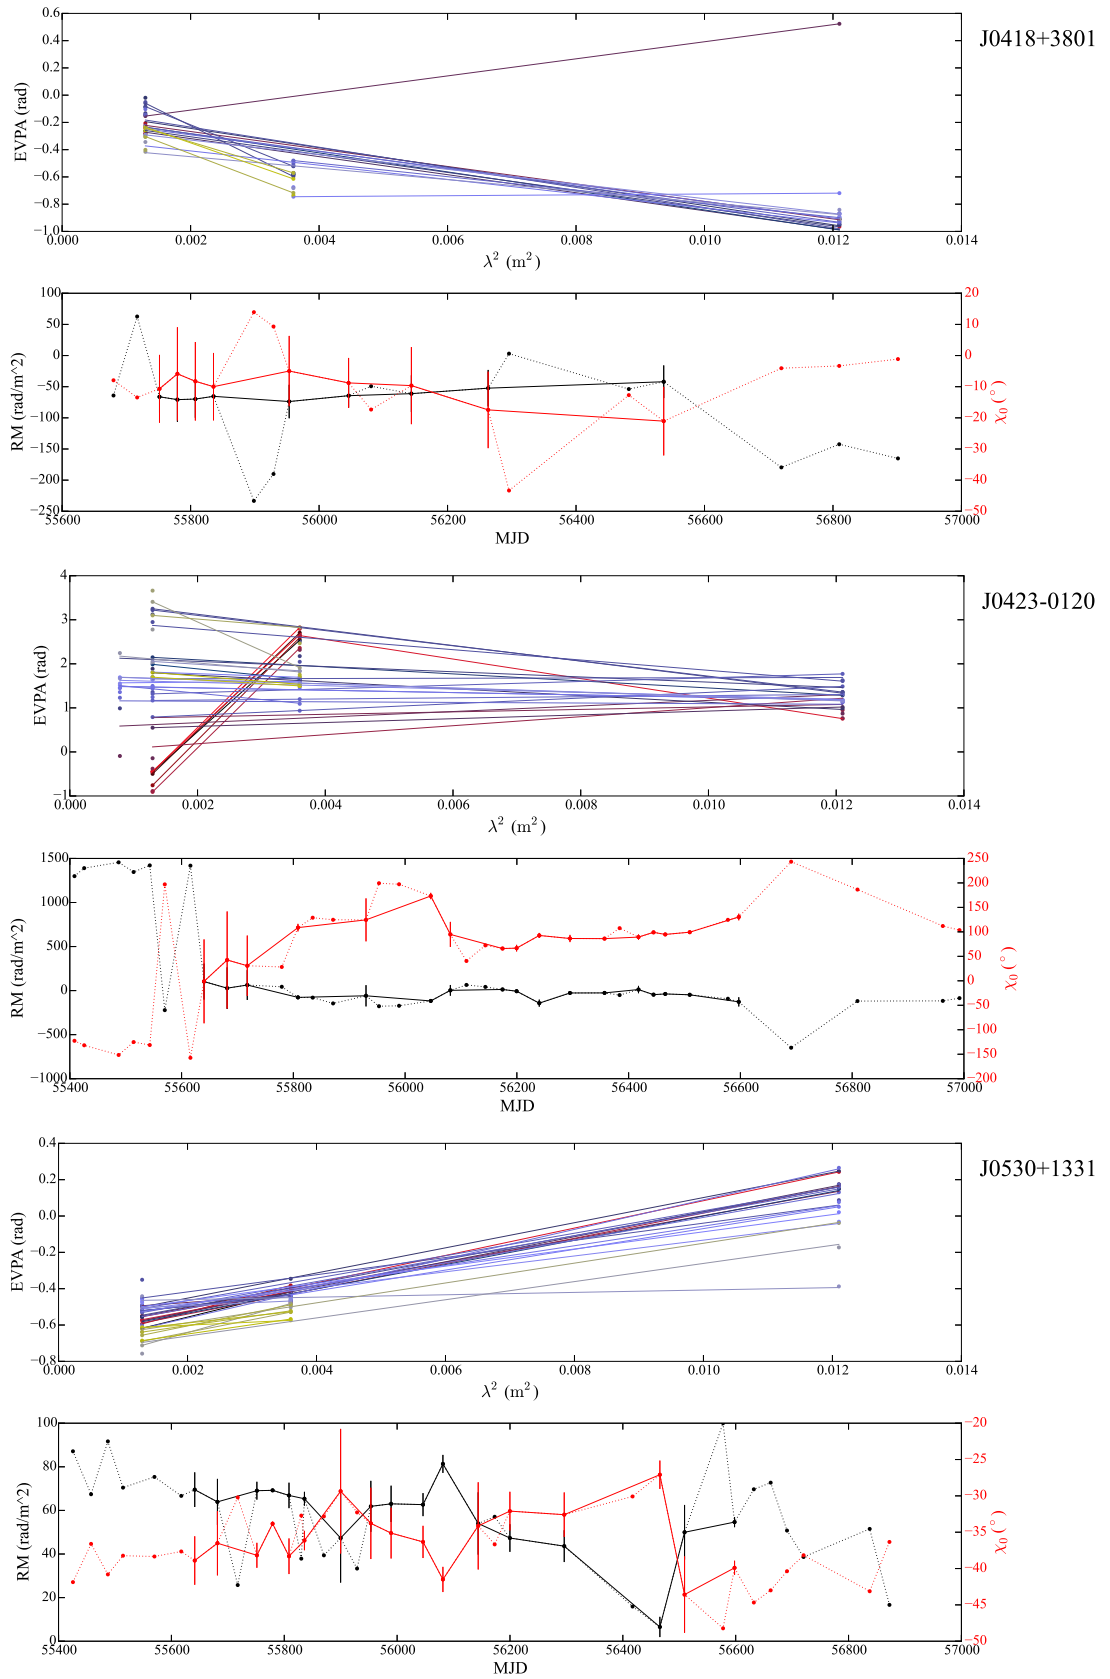 0.6
J0418+3801
0.4
0.2
0.0
−0.2
−0.4
−0.6
−0.8
−1.0
EVPA (rad)
0.000 0.002 0.004 0.006 0.008 0.010 0.012 0.014
λ² (m²)
100 20
50 10
0 0
−50 −10
−100 −20
−150 −30
−200 −40
−250 −50
RM (rad/m^2)
χ₀ (°)
55600 55800 56000 56200 56400 56600 56800 57000
MJD
4
J0423-0120
3
2
1
0
−1
EVPA (rad)
0.000 0.002 0.004 0.006 0.008 0.010 0.012 0.014
λ² (m²)
1500 250
200
1000 150
100
500 50
0 0
−50
−500 −100
−150
−1000 −200
RM (rad/m^2)
χ₀ (°)
55400 55600 55800 56000 56200 56400 56600 56800 57000
MJD
0.4
J0530+1331
0.2
0.0
−0.2
−0.4
−0.6
−0.8
EVPA (rad)
0.000 0.002 0.004 0.006 0.008 0.010 0.012 0.014
λ² (m²)
100 −20
−25
80 −30
60 −35
40 −40
20 −45
0 −50
RM (rad/m^2)
χ₀ (°)
55400 55600 55800 56000 56200 56400 56600 56800 57000
MJD